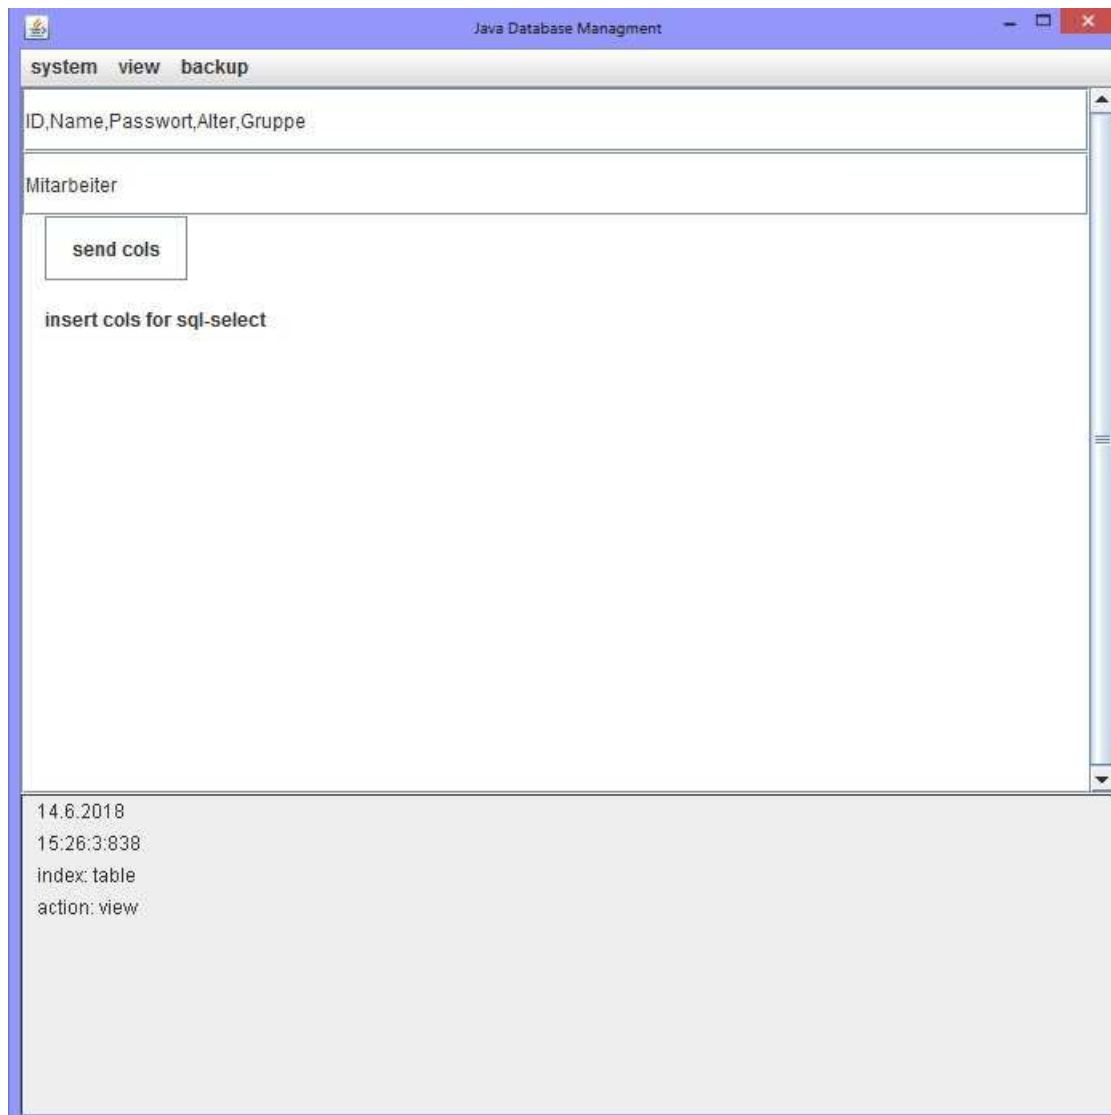 Java Database Managment
system view backup
ID,Name,Passwort,Alter,Gruppe
Mitarbeiter
send cols
insert cols for sql-select
14.6.2018
15:26:3:838
index: table
action: view